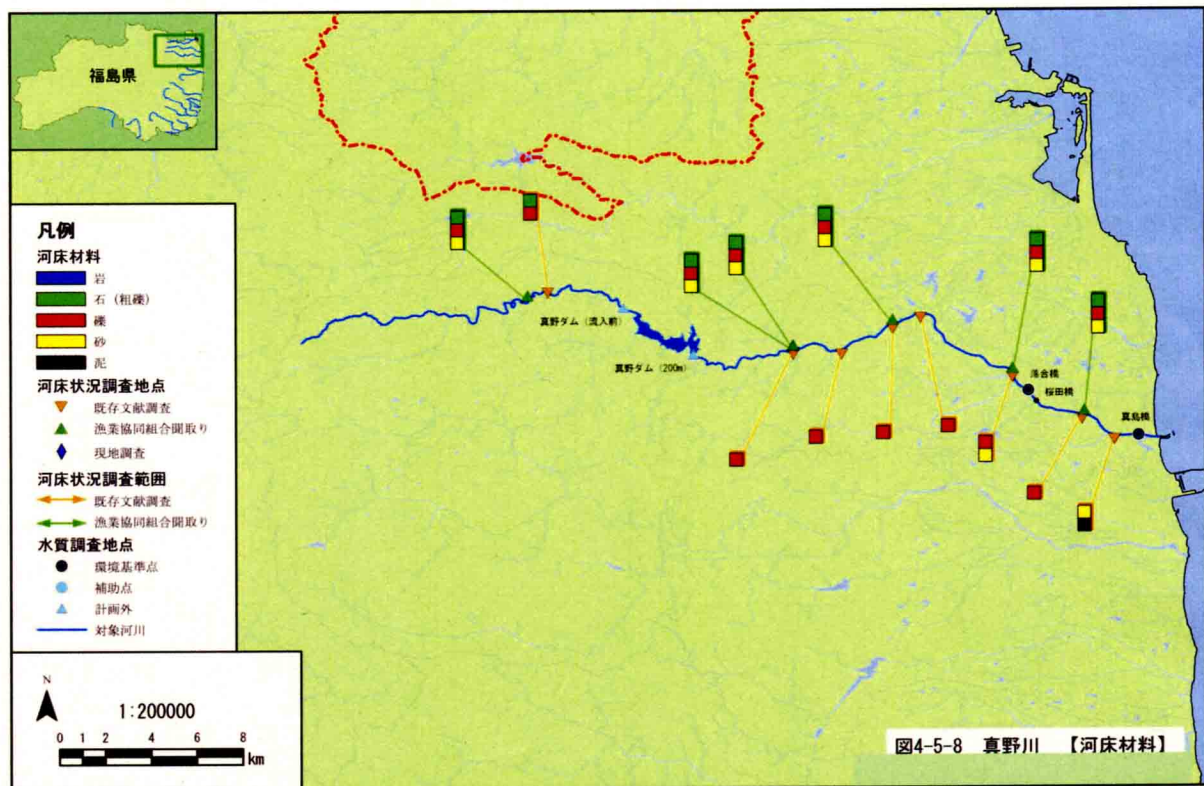 福島県
凡例
河床材料
岩
石（粗礫）
礫
砂
泥
河床状況調査地点
既存文献調査
漁業協同組合聞取り
現地調査
河床状況調査範囲
既存文献調査
漁業協同組合聞取り
水質調査地点
環境基準点
補助点
計画外
対象河川
真野ダム（流入前）
真野ダム（200m）
落合橋
桜田橋
真島橋
N
1:200000
0 1 2 4 6 8
km
図4-5-8 真野川 【河床材料】